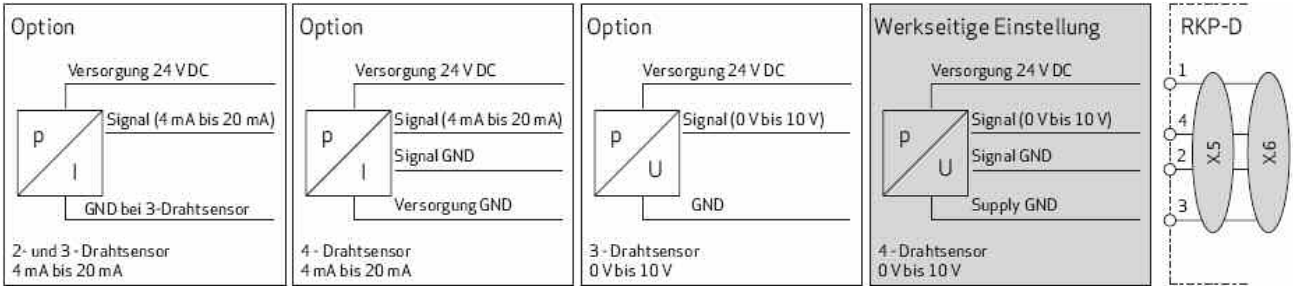 Option
Versorgung 24 V DC
Signal (4 mA bis 20 mA)
p
I
GND bei 3-Drahtsensor
2- und 3 - Drahtsensor
4 mA bis 20 mA
Option
Versorgung 24 V DC
Signal (4 mA bis 20 mA)
p
Signal GND
I
Versorgung GND
4 - Drahtsensor
4 mA bis 20 mA
Option
Versorgung 24 V DC
Signal (0 V bis 10 V)
p
U
GND
3 - Drahtsensor
0 V bis 10 V
Werkseitige Einstellung
Versorgung 24 V DC
Signal (0 V bis 10 V)
p
Signal GND
U
Supply GND
4 - Drahtsensor
0 V bis 10 V
RKP-D
1
4
2
3
X5
X6